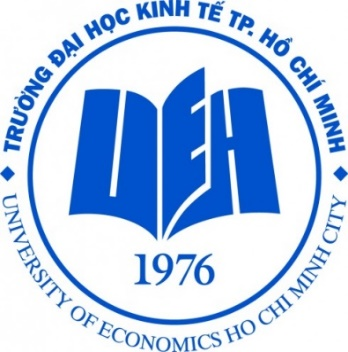 TRƯỜNG ĐẠI HỌC KINH TẾ TP. HỒ CHÍ MINH
UEH
1976
UNIVERSITY OF ECONOMICS HO CHI MINH CITY